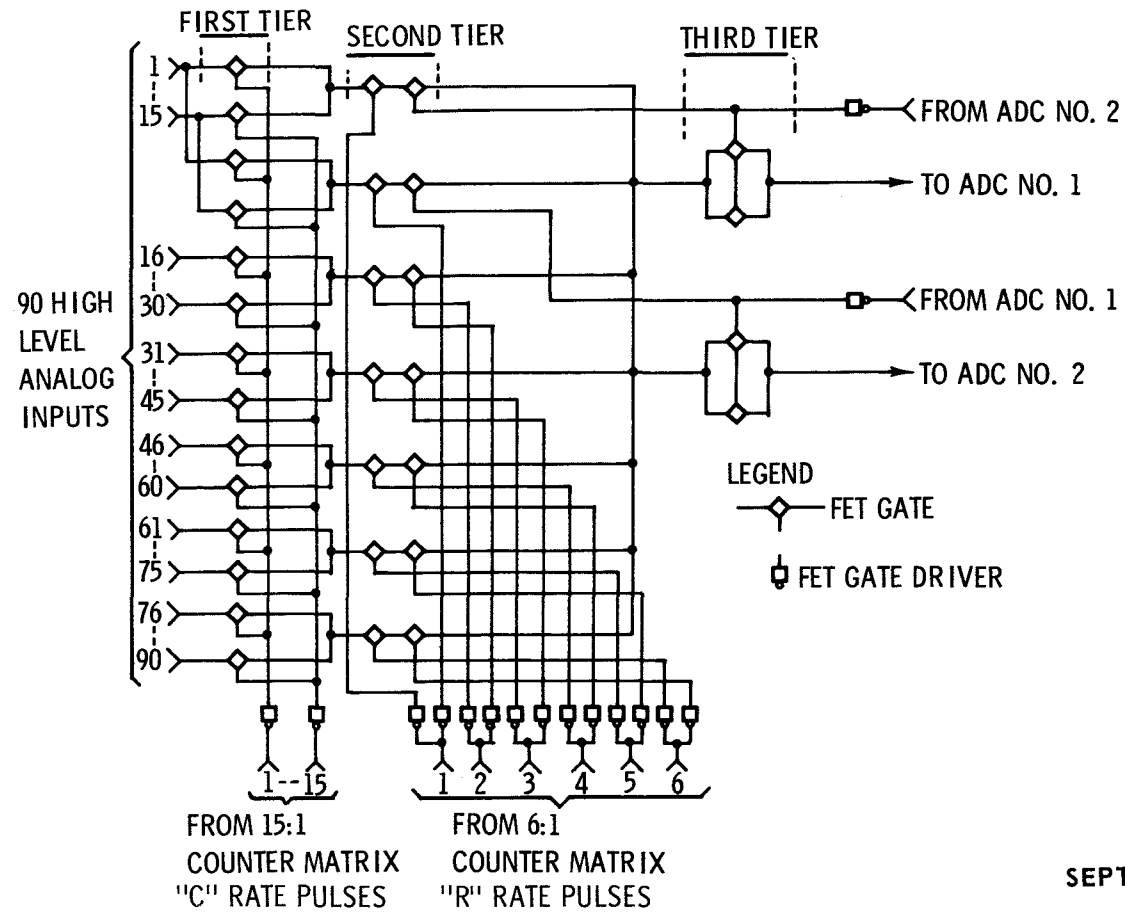 FIRST TIER
SECOND TIER
THIRD TIER
1
15
16
30
31
45
46
60
61
75
76
90
90 HIGH
LEVEL
ANALOG
INPUTS
FROM ADC NO. 2
TO ADC NO. 1
FROM ADC NO. 1
TO ADC NO. 2
LEGEND
FET GATE
FET GATE DRIVER
1--15
1 2 3 4 5 6
FROM 15:1
COUNTER MATRIX
"C" RATE PULSES
FROM 6:1
COUNTER MATRIX
"R" RATE PULSES
SEPT